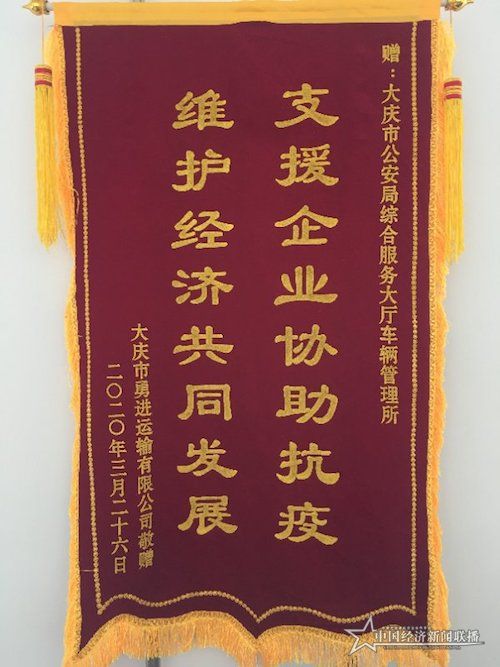 赠：大庆市公安局综合服务大厅车辆管理所
支援企业协助抗疫
维护经济共同发展
大庆市勇进运输有限公司敬赠
二〇二〇年三月二十六日
中国经济新闻联播